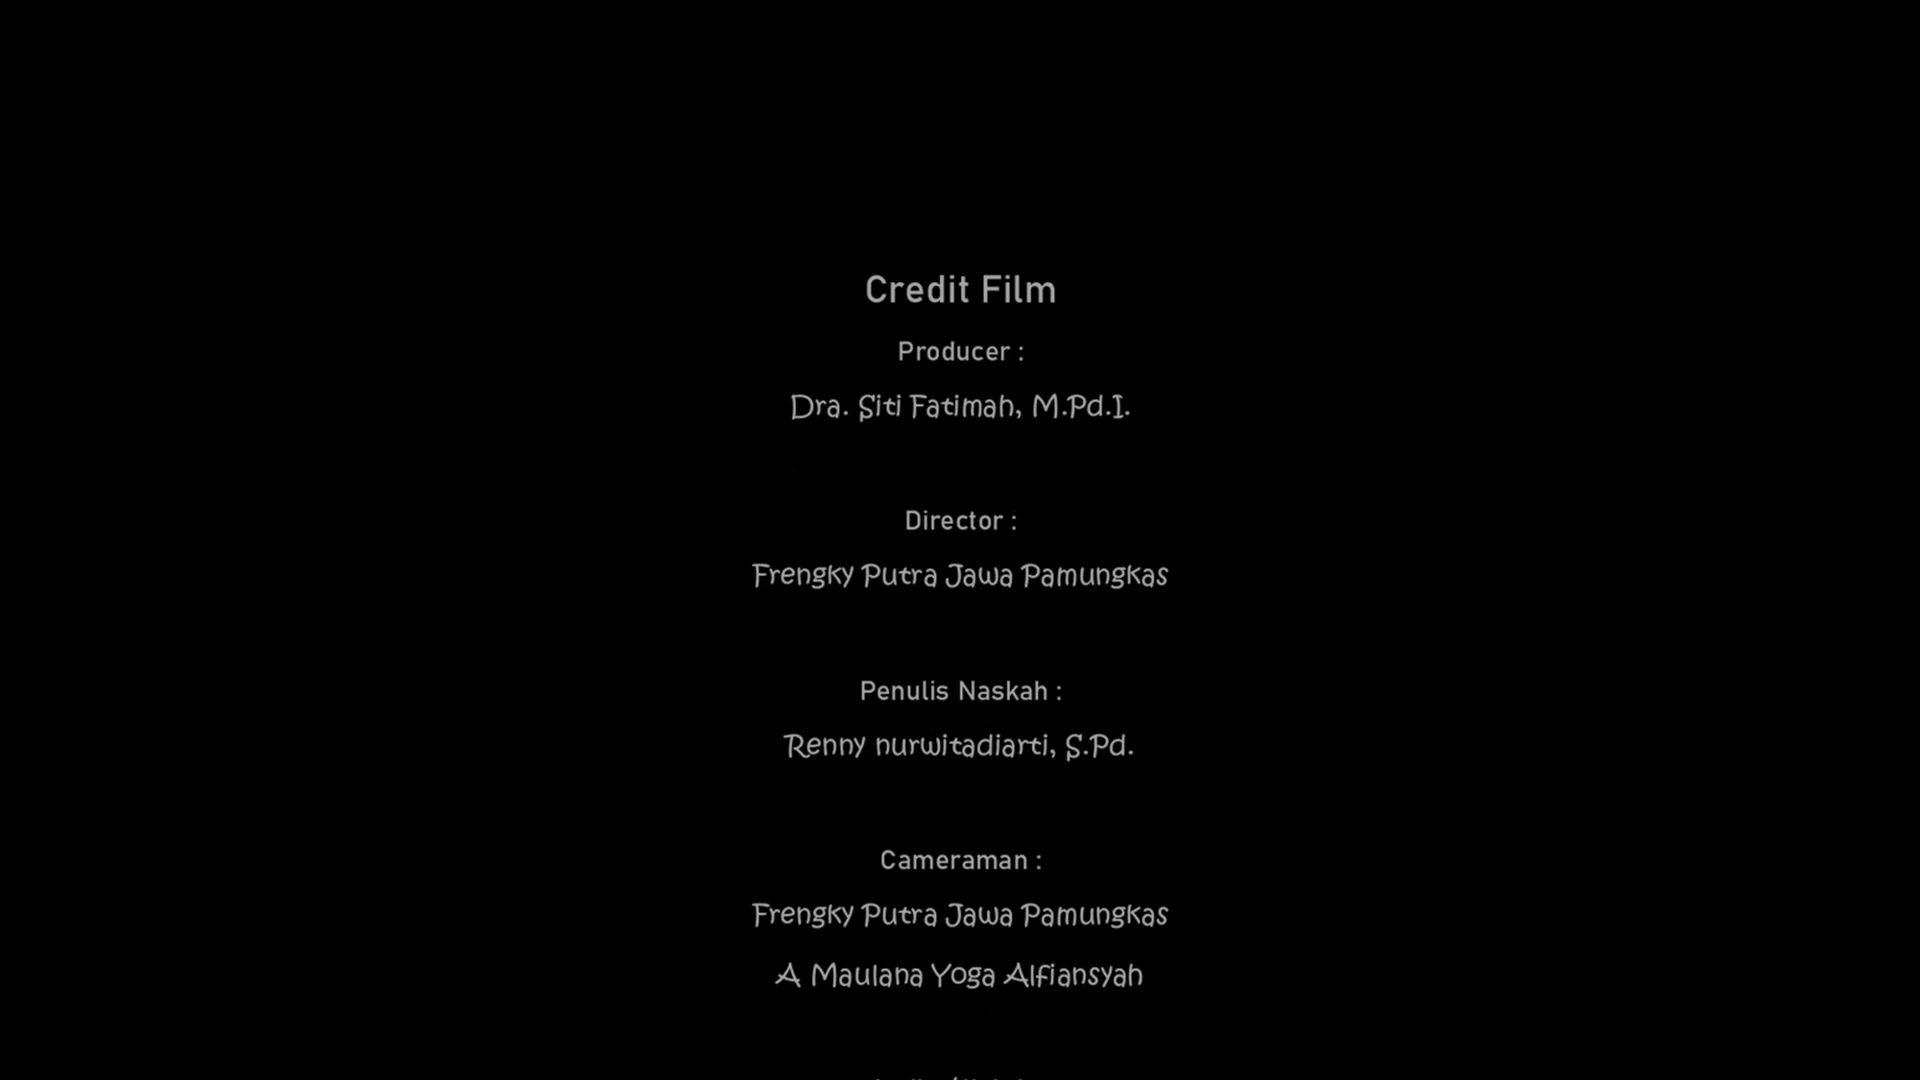 Credit Film
Producer :
Dra. Siti Fatimah, M.Pd.I.
Director :
Frengky Putra Jawa Pamungkas
Penulis Naskah :
Renny nurwitadiarti, S.Pd.
Cameraman :
Frengky Putra Jawa Pamungkas
A Maulana Yoga Alfiansyah